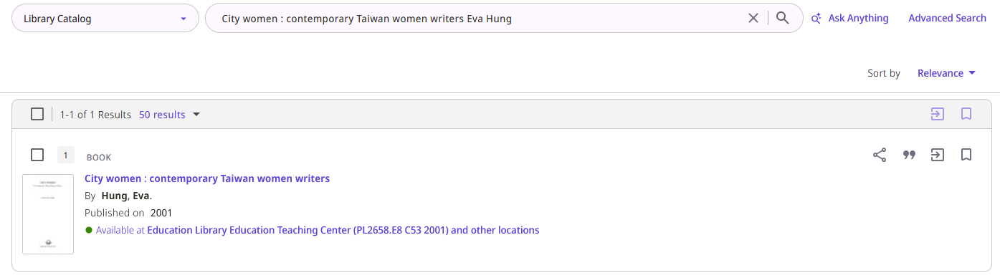 Library Catalog
City women : contemporary Taiwan women writers Eva Hung
Ask Anything
Advanced Search
Sort by Relevance
1-1 of 1 Results 50 results
1 BOOK
City women : contemporary Taiwan women writers
By Hung, Eva.
Published on 2001
Available at Education Library Education Teaching Center (PL2658.E8 C53 2001) and other locations